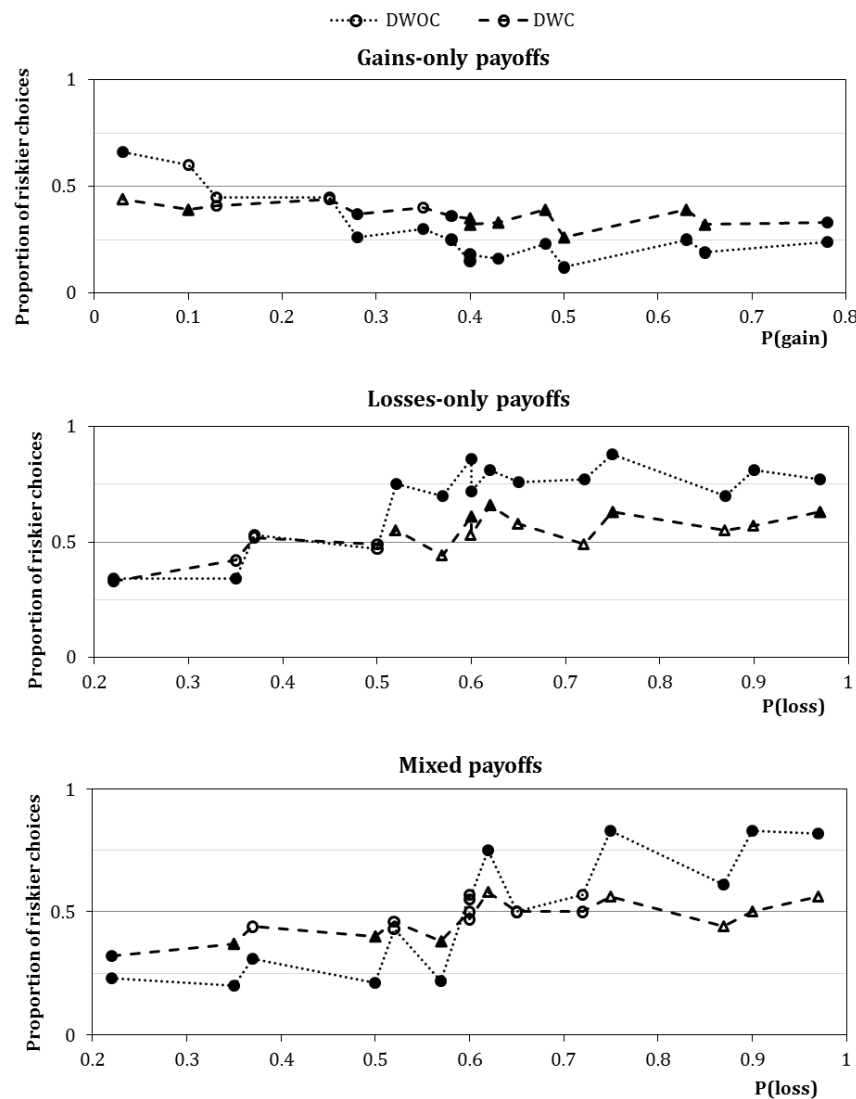 DWOC DWC
Gains-only payoffs
Proportion of riskier choices
1
0.5
0
0 0.1 0.2 0.3 0.4 0.5 0.6 0.7 0.8
P(gain)
Losses-only payoffs
Proportion of riskier choices
1
0.5
0
0.2 0.3 0.4 0.5 0.6 0.7 0.8 0.9 1
P(loss)
Mixed payoffs
Proportion of riskier choices
1
0.5
0
0.2 0.3 0.4 0.5 0.6 0.7 0.8 0.9 1
P(loss)